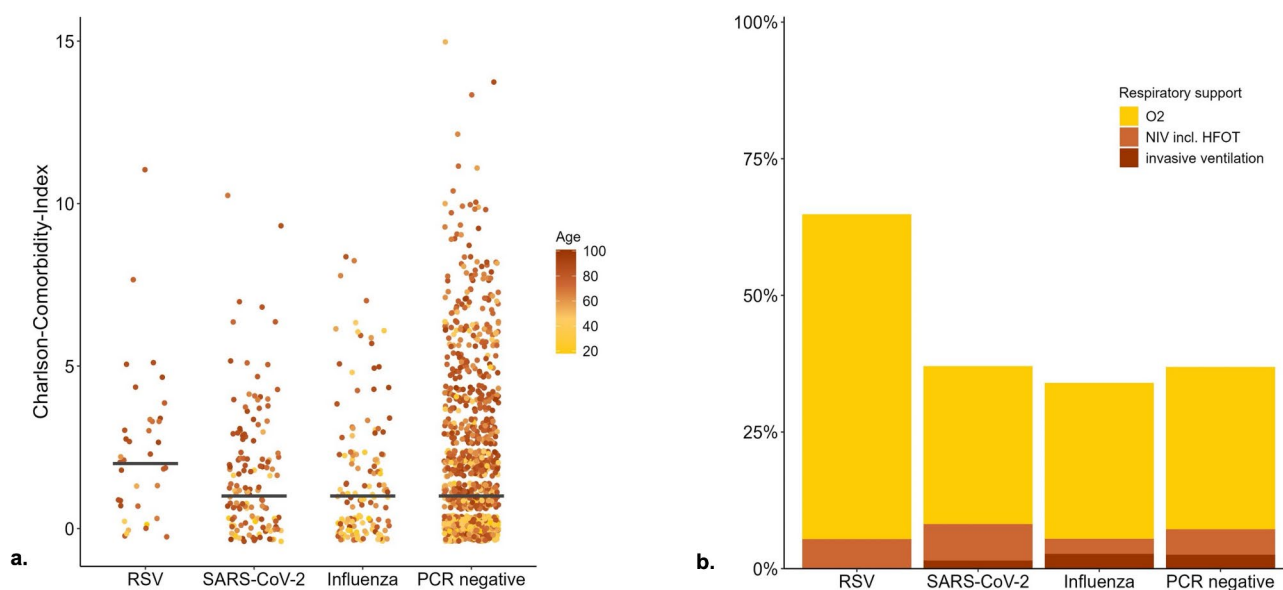 Charlson-Comorbidity-Index
15
10
5
0
RSV
SARS-CoV-2
Influenza
PCR negative
Age
100
80
60
40
20
a.
100%
75%
50%
25%
0%
Respiratory support
O2
NIV incl. HFOT
invasive ventilation
RSV
SARS-CoV-2
Influenza
PCR negative
b.